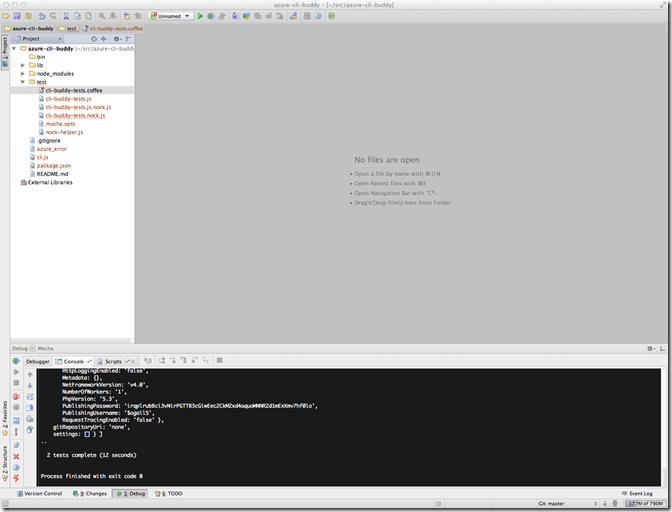 azure-cli-buddy – [~/src/azure-cli-buddy]
Unnamed
azure-cli-buddy test cli-buddy-tests.coffee
1: Project
Project
azure-cli-buddy (~/src/azure-cli-buddy
bin
lib
node_modules
test
cli-buddy-tests.coffee
cli-buddy-tests.js
cli-buddy-tests.js.nock.js
cli-buddy-tests.nock.js
mocha.opts
nock-helper.js
.gitignore
azure_error
cli.js
package.json
README.md
External Libraries
No files are open
• Open a file by name with ⌘⇧N
• Open Recent files with ⌘E
• Open Navigation Bar with
• Drag'n'Drop file(s) here from Finder
Debug Mocha
Debugger Console Scripts
HttpLoggingEnabled: 'false',
Metadata: {},
NetFrameworkVersion: 'v4.0',
NumberOfWorkers: '1',
PhpVersion: '5.3',
PublishingPassword:
PublishingUsername: '$ogail5',
RequestTracingEnabled: 'false' },
gitRepositoryUri: 'none',
settings: [] } ]
..
2 tests complete (12 seconds)
Process finished with exit code 0
2: Favorites
Z: Structure
Version Control 9: Changes 5: Debug 6: TODO Event Log
Git: master 127M of 790M